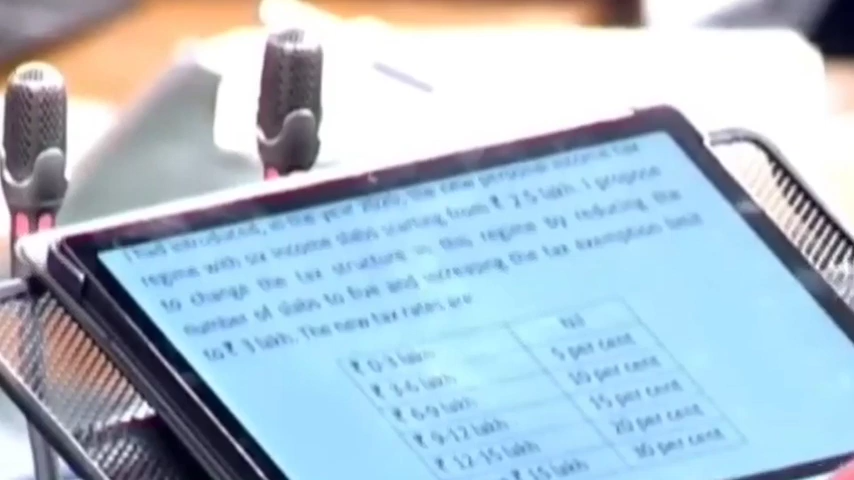 I had introduced, in the year 2020, the new personal income tax
regime with six income slabs starting from ₹ 2.5 lakh. I propose
to change the tax structure in this regime by reducing the
number of slabs to five and increasing the tax exemption limit
to ₹ 3 lakh. The new tax rates are
₹ 0-3 lakh Nil
₹ 3-6 lakh 5 per cent
₹ 6-9 lakh 10 per cent
₹ 9-12 lakh 15 per cent
₹ 12-15 lakh 20 per cent
₹ 15 lakh 30 per cent